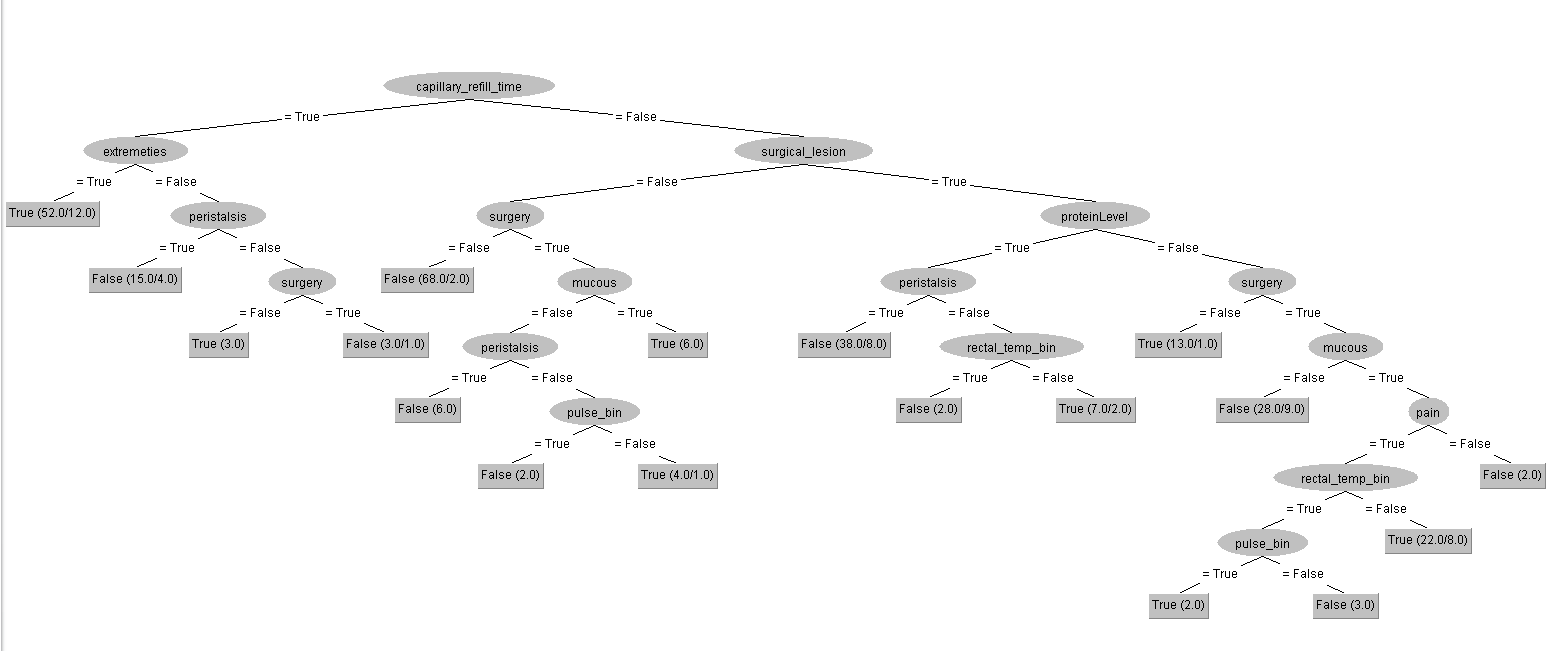 capillary_refill_time
= True
= False
extremeties
surgical_lesion
= True
= False
= False
= True
True (52.0/12.0)
peristalsis
surgery
proteinLevel
= True
= False
= False
= True
= True
= False
False (15.0/4.0)
surgery
False (68.0/2.0)
mucous
peristalsis
surgery
= False
= True
= False
= True
= True
= False
= False
= True
True (3.0)
False (3.0/1.0)
peristalsis
True (6.0)
False (38.0/8.0)
rectal_temp_bin
True (13.0/1.0)
mucous
= True
= False
= True
= False
= False
= True
False (6.0)
pulse_bin
False (2.0)
True (7.0/2.0)
False (28.0/9.0)
pain
= True
= False
= True
= False
False (2.0)
True (4.0/1.0)
rectal_temp_bin
False (2.0)
= True
= False
pulse_bin
True (22.0/8.0)
= True
= False
True (2.0)
False (3.0)